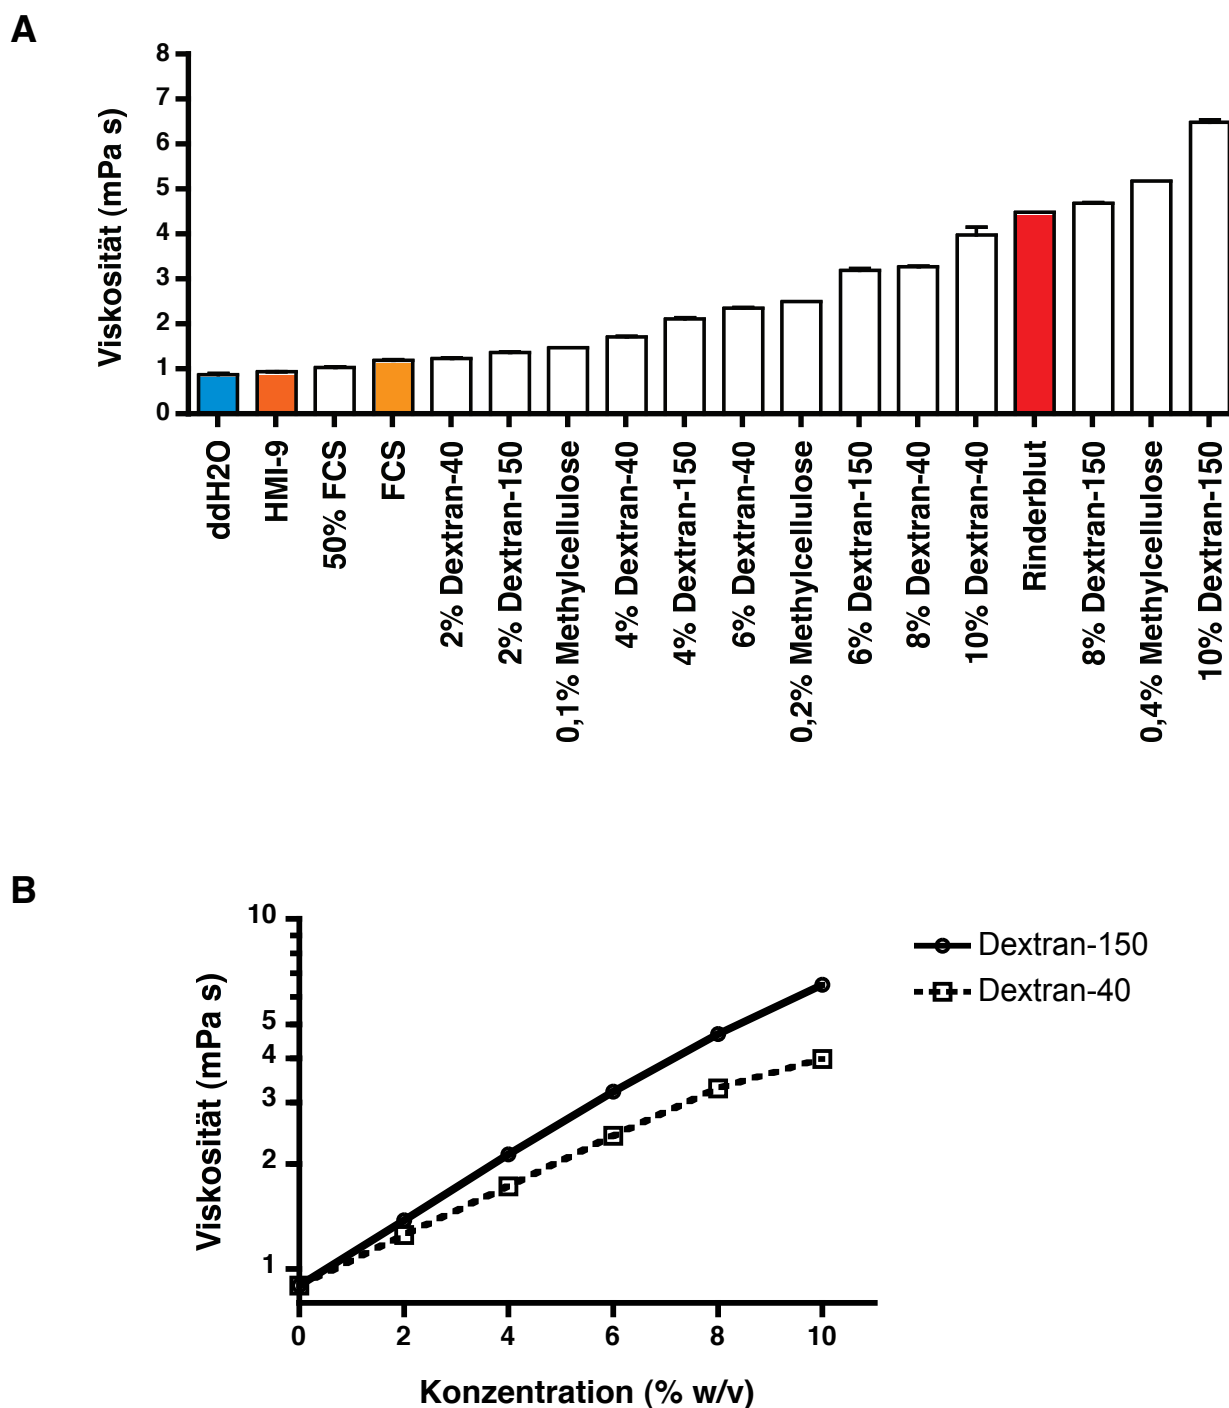 A
Viskosität (mPa s)
8
7
6
5
4
3
2
1
0
ddH2O
HMI-9
50% FCS
FCS
2% Dextran-40
2% Dextran-150
0,1% Methylcellulose
4% Dextran-40
4% Dextran-150
6% Dextran-40
0,2% Methylcellulose
6% Dextran-150
8% Dextran-40
10% Dextran-40
Rinderblut
8% Dextran-150
0,4% Methylcellulose
10% Dextran-150
B
Viskosität (mPa s)
10
5
4
3
2
1
0 2 4 6 8 10
Konzentration (% w/v)
Dextran-150
Dextran-40